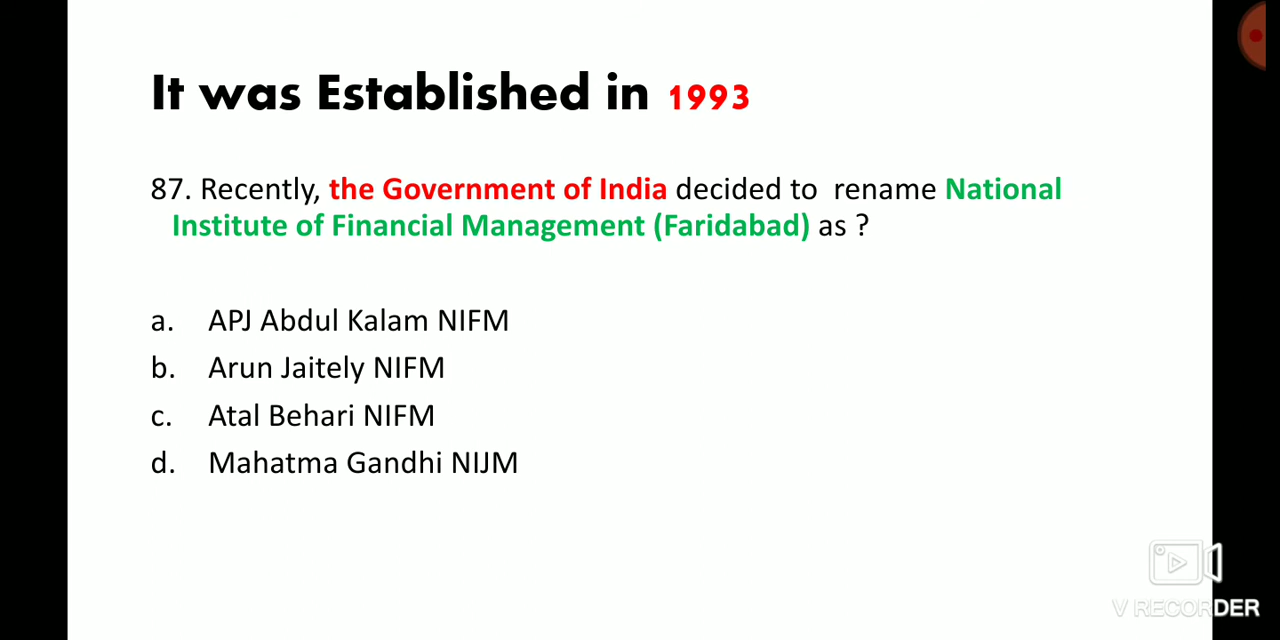 It was Established in 1993
87. Recently, the Government of India decided to rename National
Institute of Financial Management (Faridabad) as ?
a. APJ Abdul Kalam NIFM
b. Arun Jaitely NIFM
c. Atal Behari NIFM
d. Mahatma Gandhi NIJM
V RECORDER